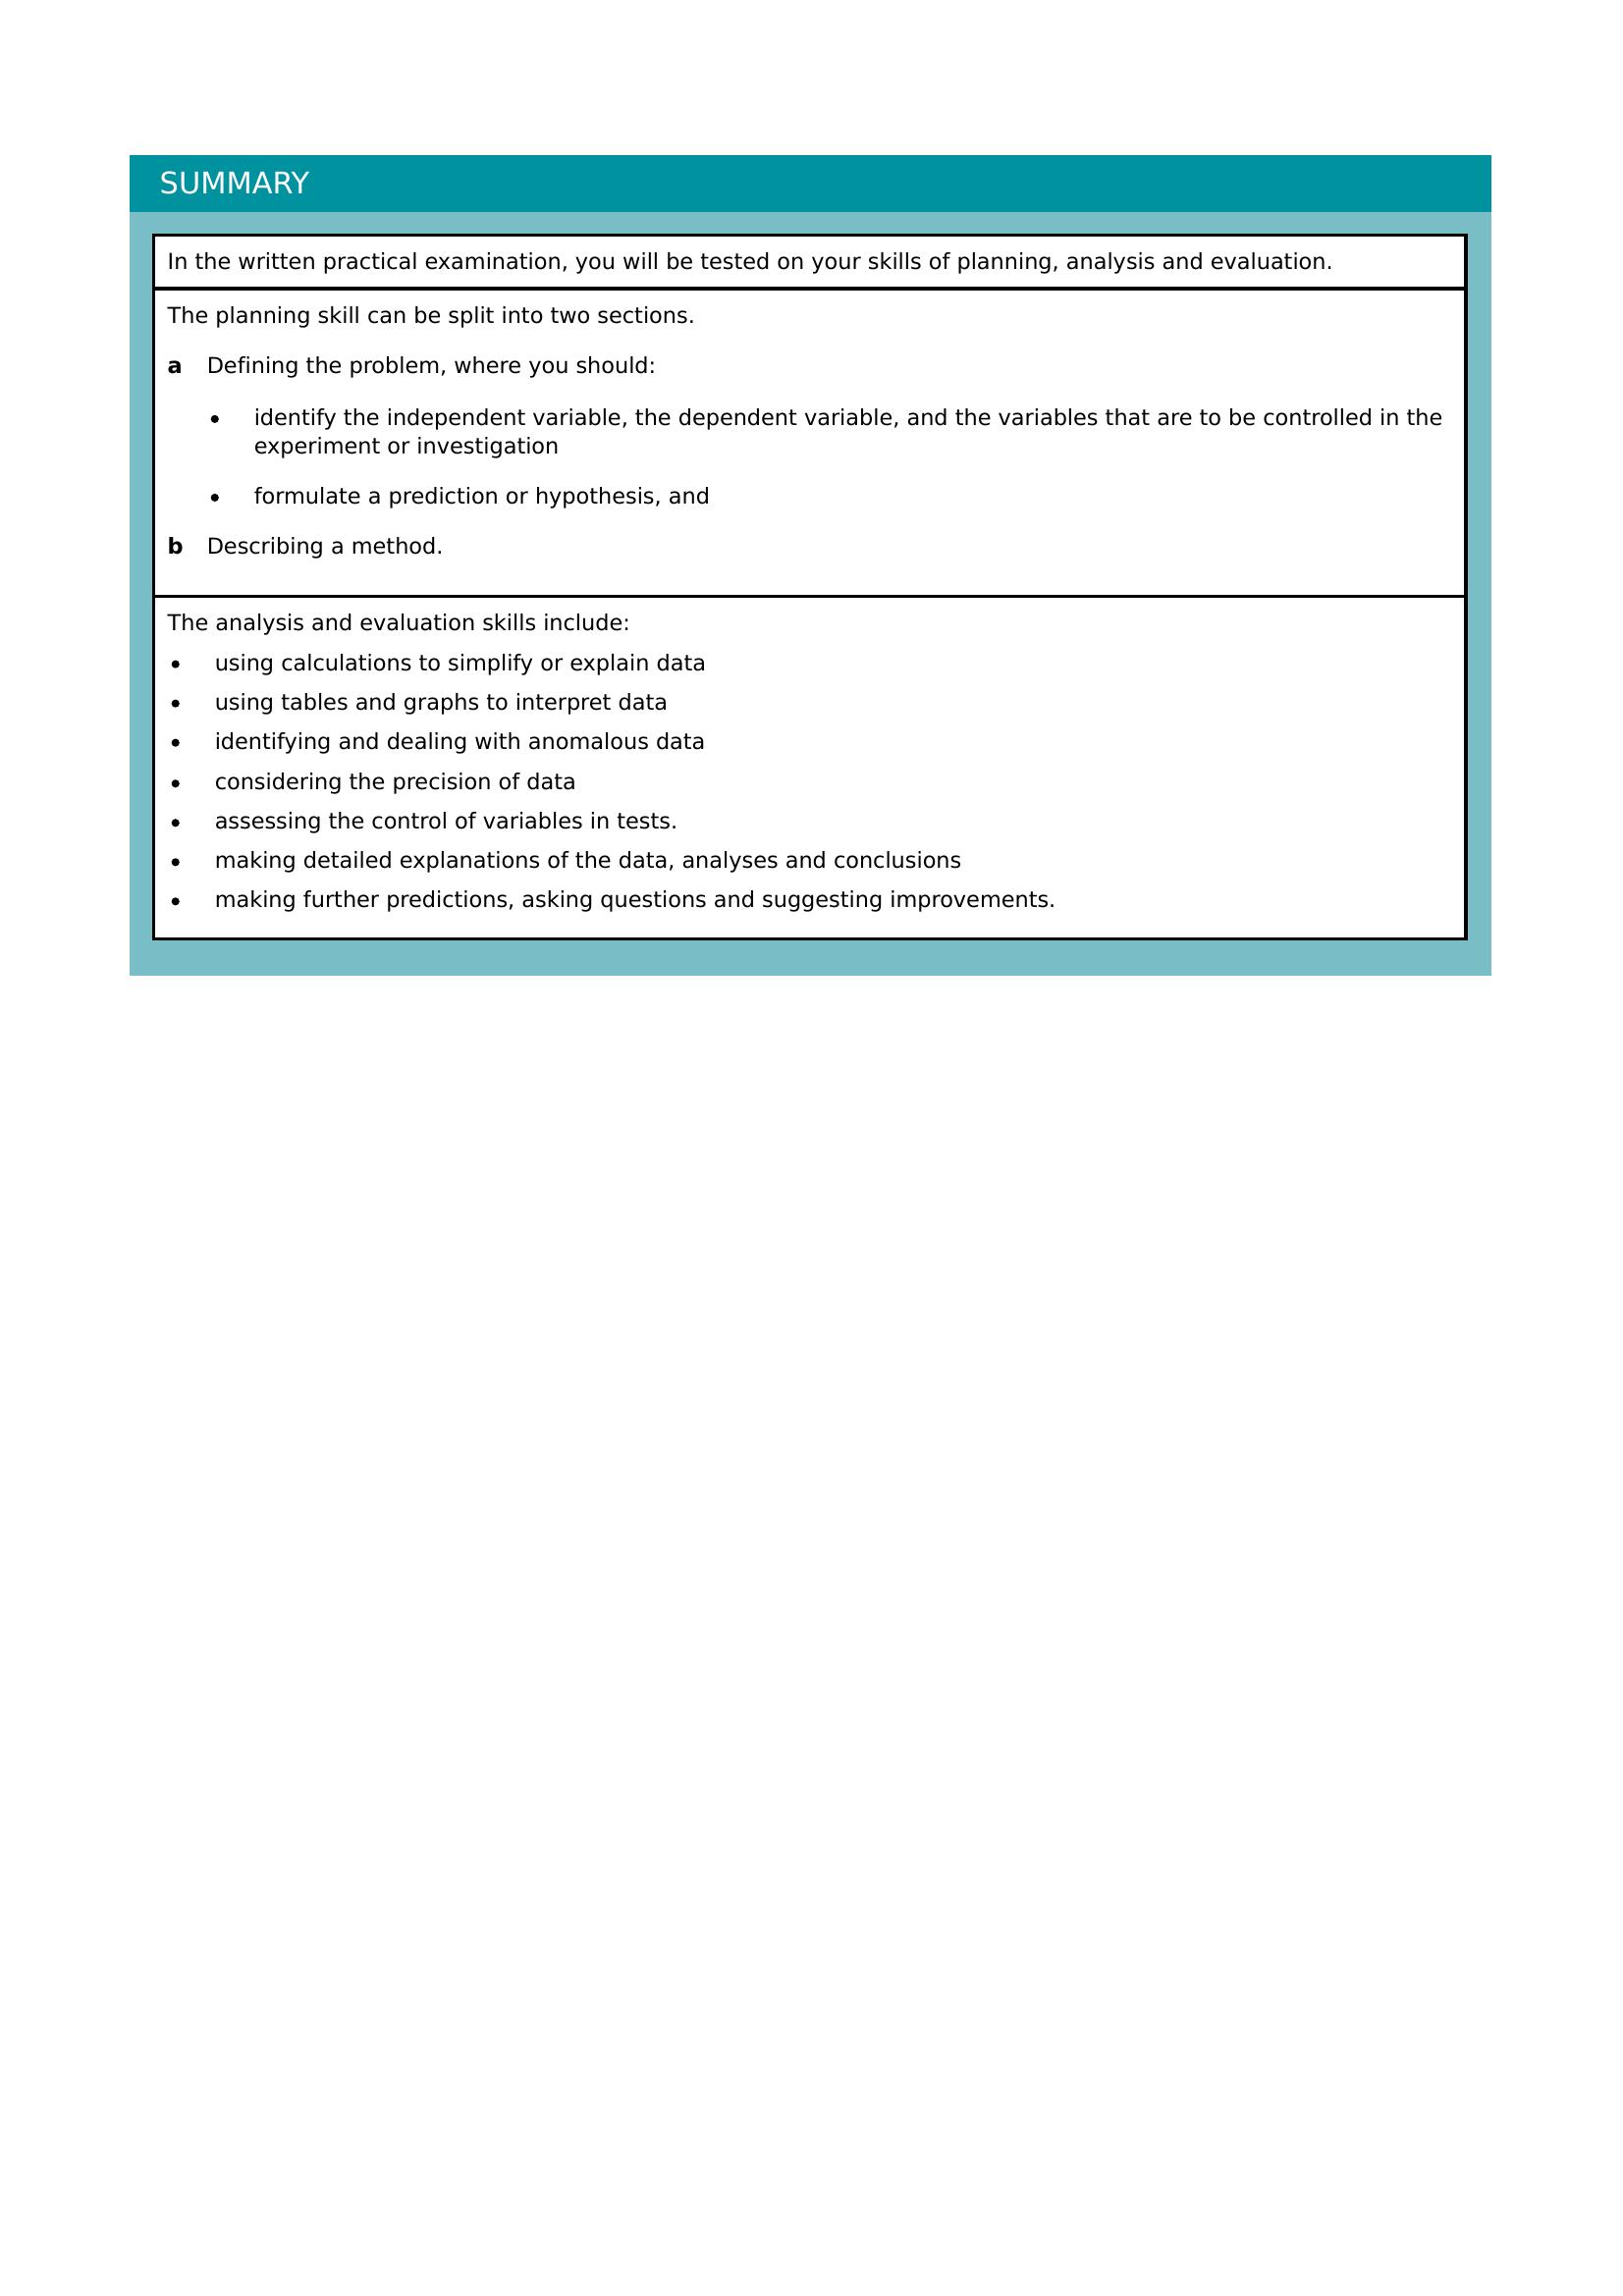 SUMMARY
In the written practical examination, you will be tested on your skills of planning, analysis and evaluation.
The planning skill can be split into two sections.
a Defining the problem, where you should:
• identify the independent variable, the dependent variable, and the variables that are to be controlled in the
experiment or investigation
• formulate a prediction or hypothesis, and
b Describing a method.
The analysis and evaluation skills include:
• using calculations to simplify or explain data
• using tables and graphs to interpret data
• identifying and dealing with anomalous data
• considering the precision of data
• assessing the control of variables in tests.
• making detailed explanations of the data, analyses and conclusions
• making further predictions, asking questions and suggesting improvements.